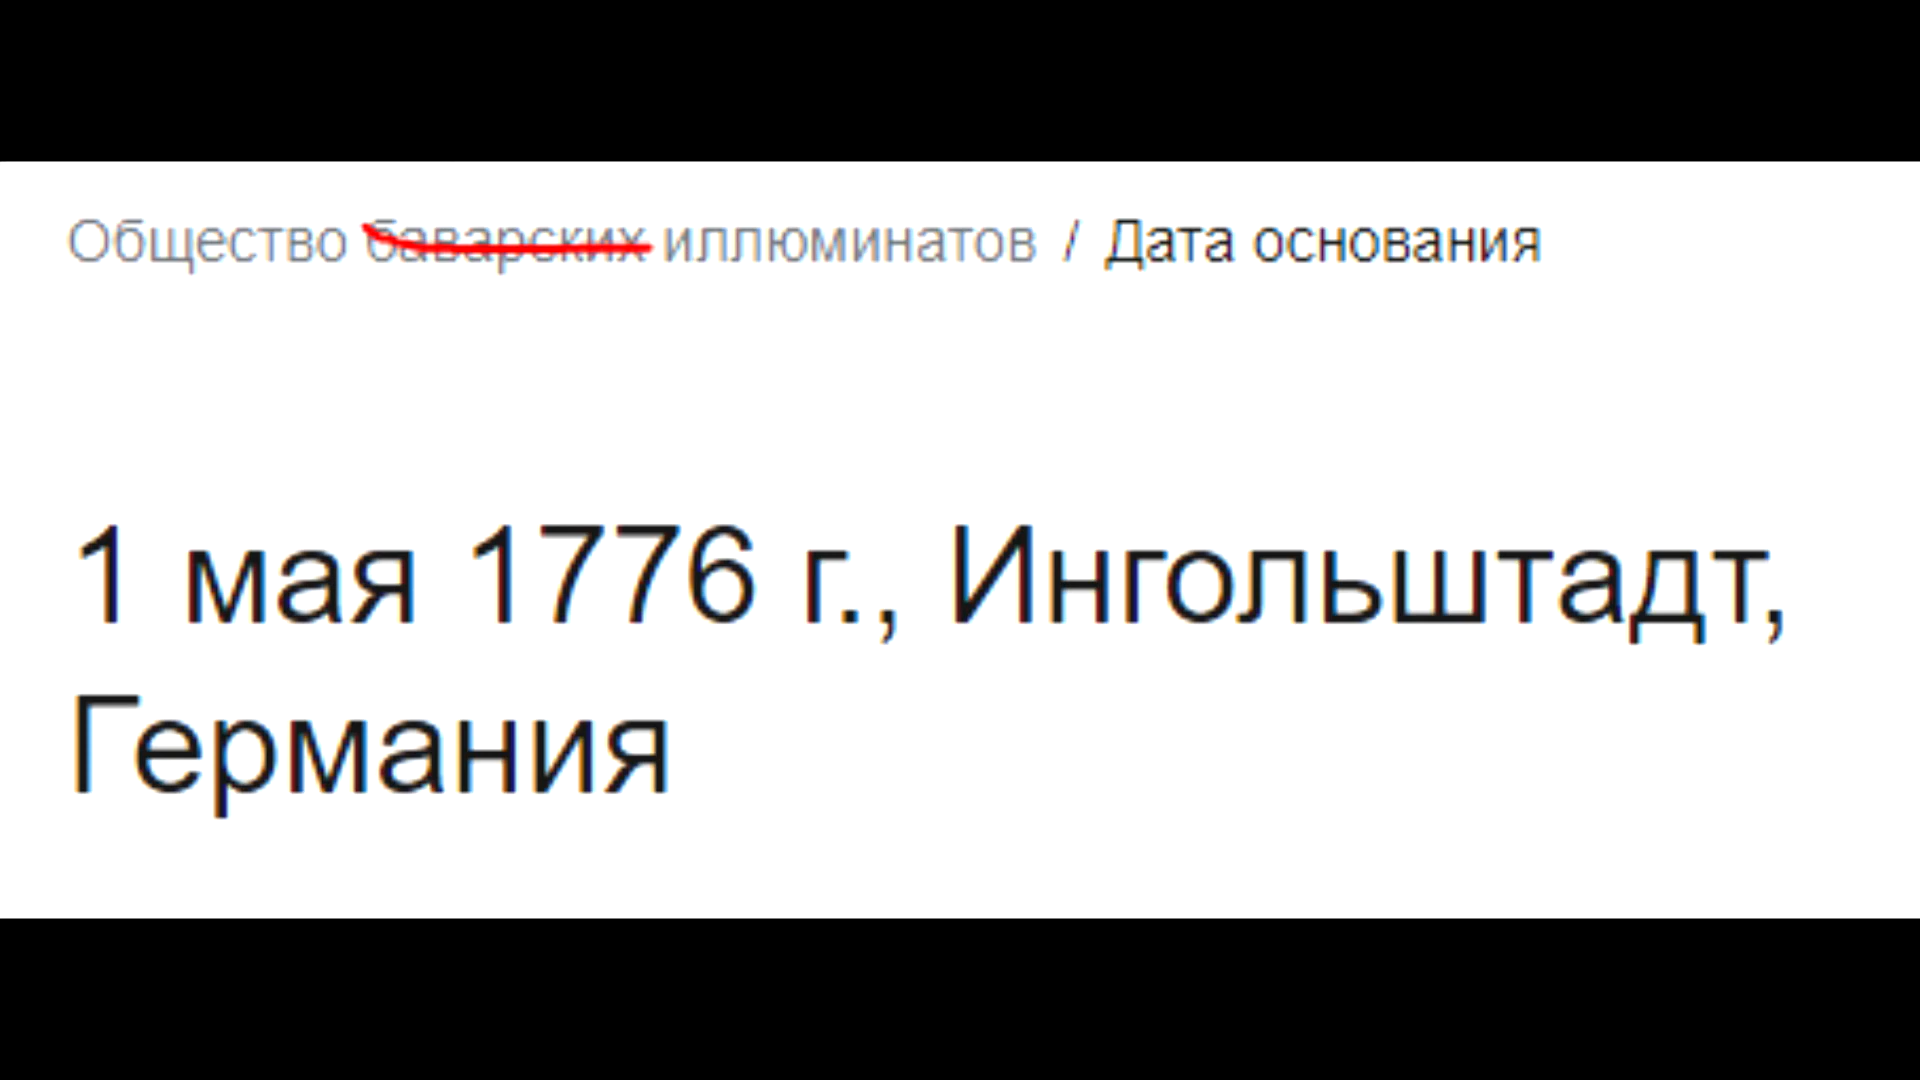 Общество баварских иллюминатов / Дата основания
1 мая 1776 г., Ингольштадт,
Германия